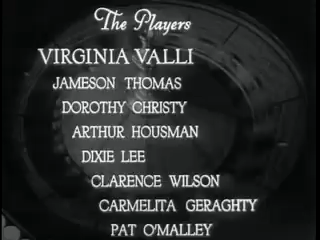 The Players
VIRGINIA VALLI
JAMESON THOMAS
DOROTHY CHRISTY
ARTHUR HOUSMAN
DIXIE LEE
CLARENCE WILSON
CARMELITA GERAGHTY
PAT O'MALLEY